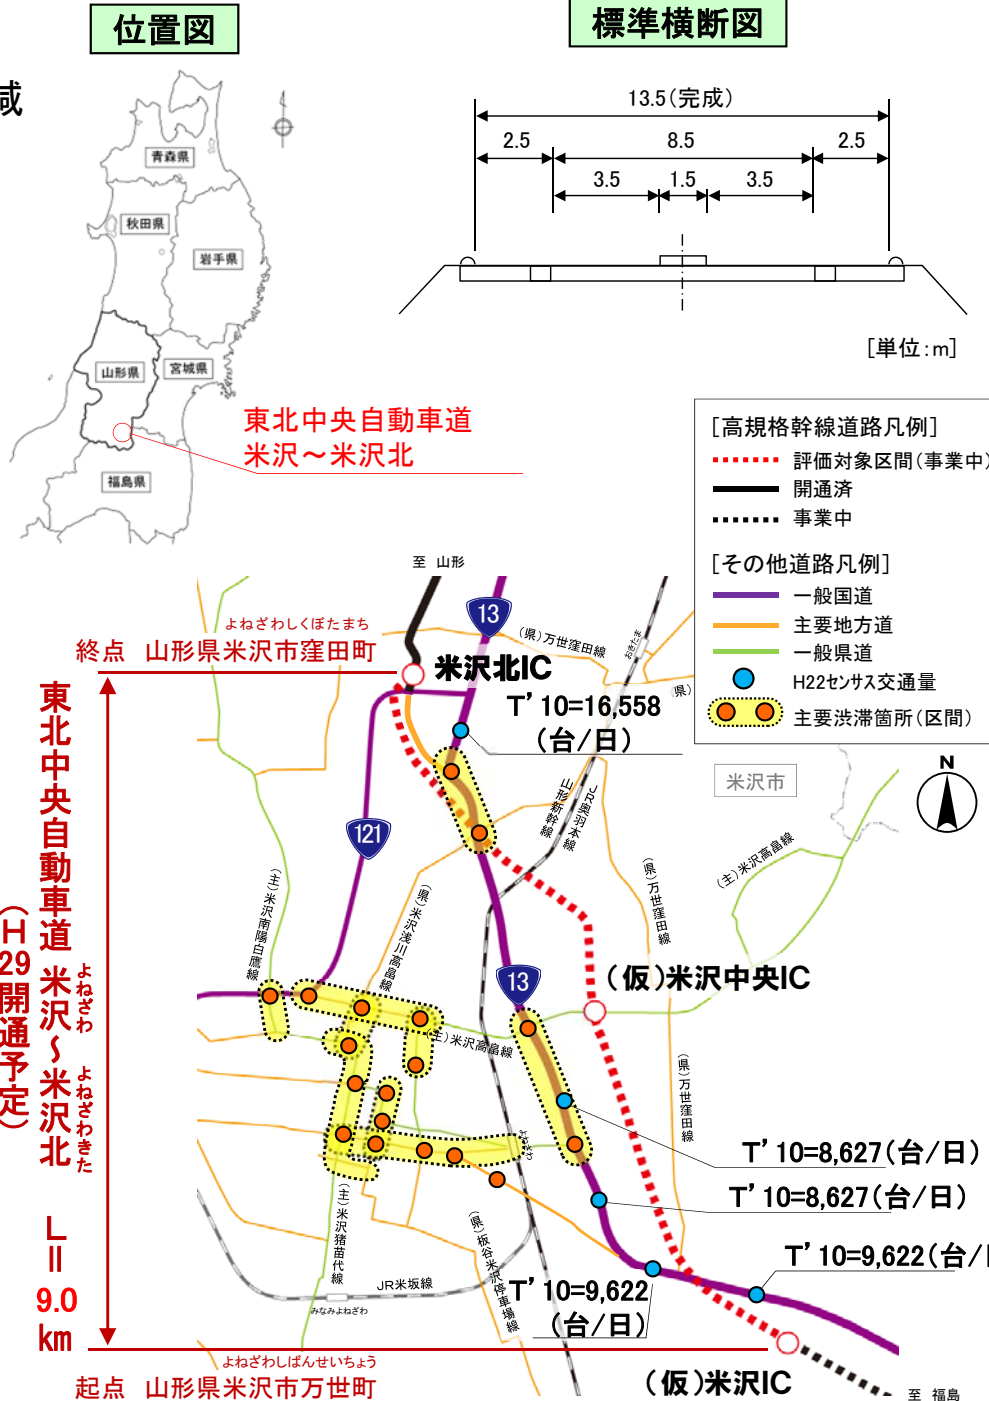 位置図
標準横断図
減
青森県
秋田県
岩手県
山形県
宮城県
福島県
東北中央自動車道
米沢～米沢北
13.5(完成)
2.5
8.5
2.5
3.5
1.5
3.5
[単位:m]
[高規格幹線道路凡例]
評価対象区間(事業中)
開通済
事業中
[その他道路凡例]
一般国道
主要地方道
一般県道
H22センサス交通量
主要渋滞箇所(区間)
至 山形
よねざわしくぼたまち
終点 山形県米沢市窪田町
13
(県)万世窪田線
おきたま
(県)
米沢北IC
T'10=16,558
(台/日)
米沢市
N
山形新幹線
JR奥羽本線
121
(主)米沢高畠線
(主)米沢南陽白鷹線
(県)米沢浅川高畠線
(県)万世窪田線
東北中央自動車道 米沢～米沢北 L=9.0km
よねざわ よねざわきた
(H29開通予定)
13
(仮)米沢中央IC
(主)米沢高畠線
(県)万世窪田線
よねざわ
T'10=8,627(台/日)
T'10=8,627(台/日)
T'10=9,622(台/日
(主)米沢猪苗代線
(県)板谷米沢停車場線
JR米坂線
みなみよねざわ
T'10=9,622
(台/日)
よねざわしばんせいちょう
起点 山形県米沢市万世町
(仮)米沢IC
至 福島